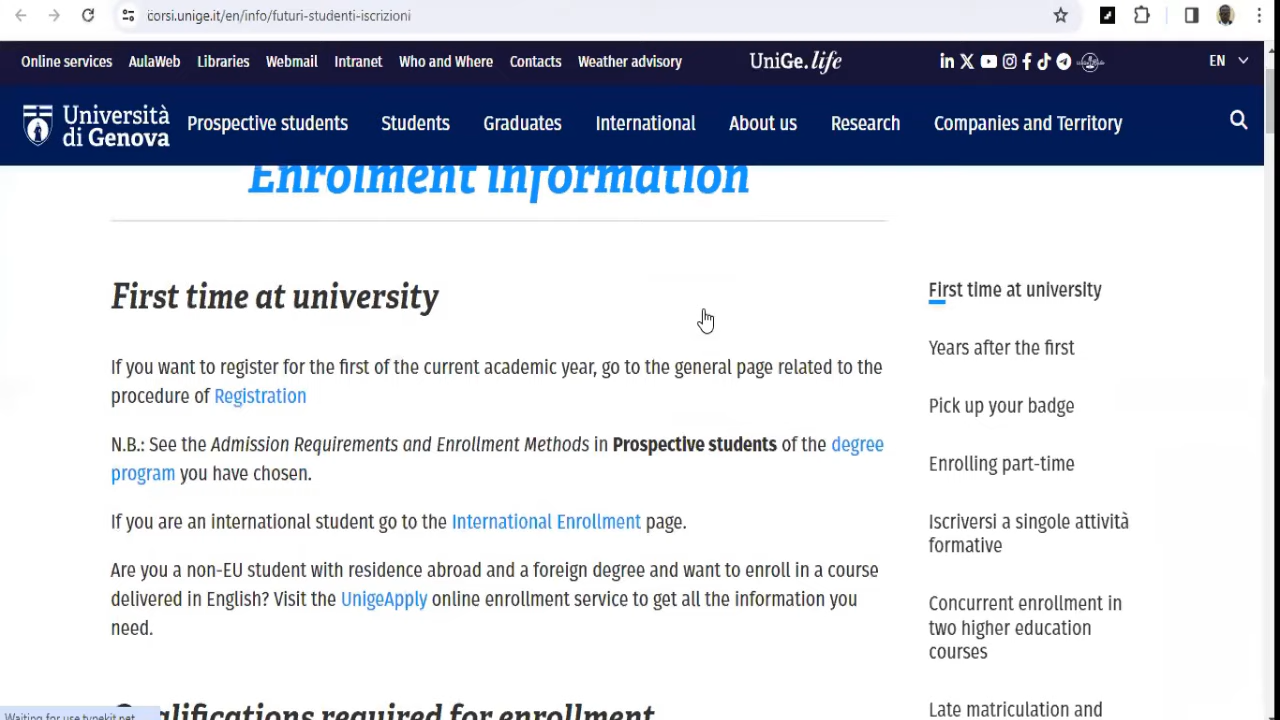 corsi.unige.it/en/info/futuri-studenti-iscrizioni
Online services AulaWeb Libraries Webmail Intranet Who and Where Contacts Weather advisory UniGe.life EN
Università di Genova
Prospective students Students Graduates International About us Research Companies and Territory
Enrolment information
First time at university
If you want to register for the first of the current academic year, go to the general page related to the
procedure of Registration
N.B.: See the Admission Requirements and Enrollment Methods in Prospective students of the degree
program you have chosen.
If you are an international student go to the International Enrollment page.
Are you a non-EU student with residence abroad and a foreign degree and want to enroll in a course
delivered in English? Visit the UnigeApply online enrollment service to get all the information you
need.
Qualifications required for enrollment
First time at university
Years after the first
Pick up your badge
Enrolling part-time
Iscriversi a singole attività
formative
Concurrent enrollment in
two higher education
courses
Late matriculation and
Waiting for use.typekit.net